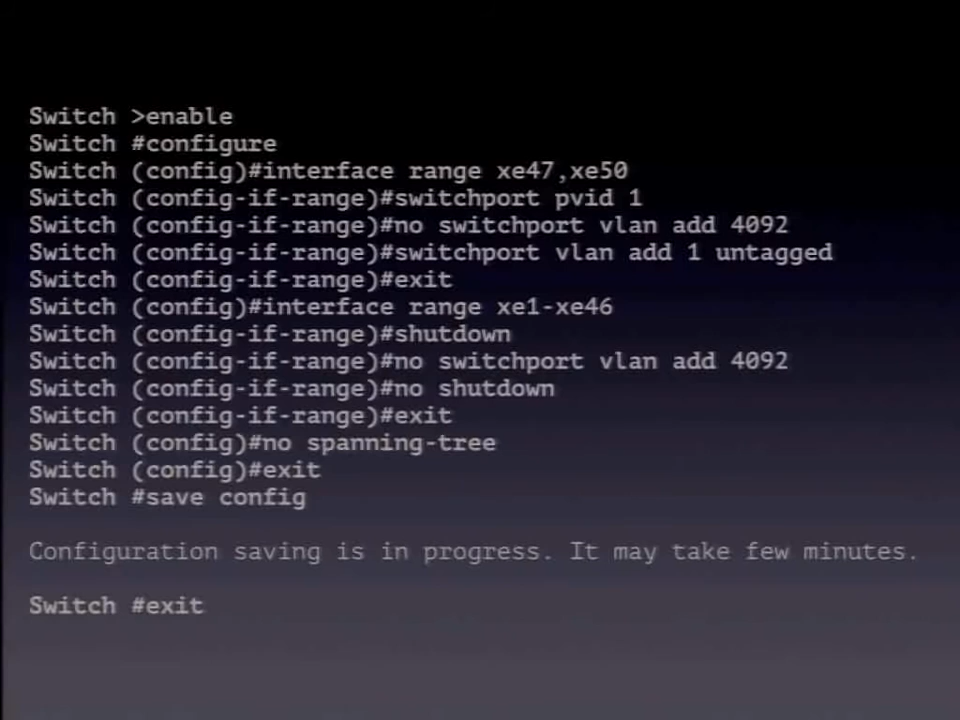 Switch >enable
Switch #configure
Switch (config)#interface range xe47,xe50
Switch (config-if-range)#switchport pvid 1
Switch (config-if-range)#no switchport vlan add 4092
Switch (config-if-range)#switchport vlan add 1 untagged
Switch (config-if-range)#exit
Switch (config)#interface range xe1-xe46
Switch (config-if-range)#shutdown
Switch (config-if-range)#no switchport vlan add 4092
Switch (config-if-range)#no shutdown
Switch (config-if-range)#exit
Switch (config)#no spanning-tree
Switch (config)#exit
Switch #save config
Configuration saving is in progress. It may take few minutes.
Switch #exit